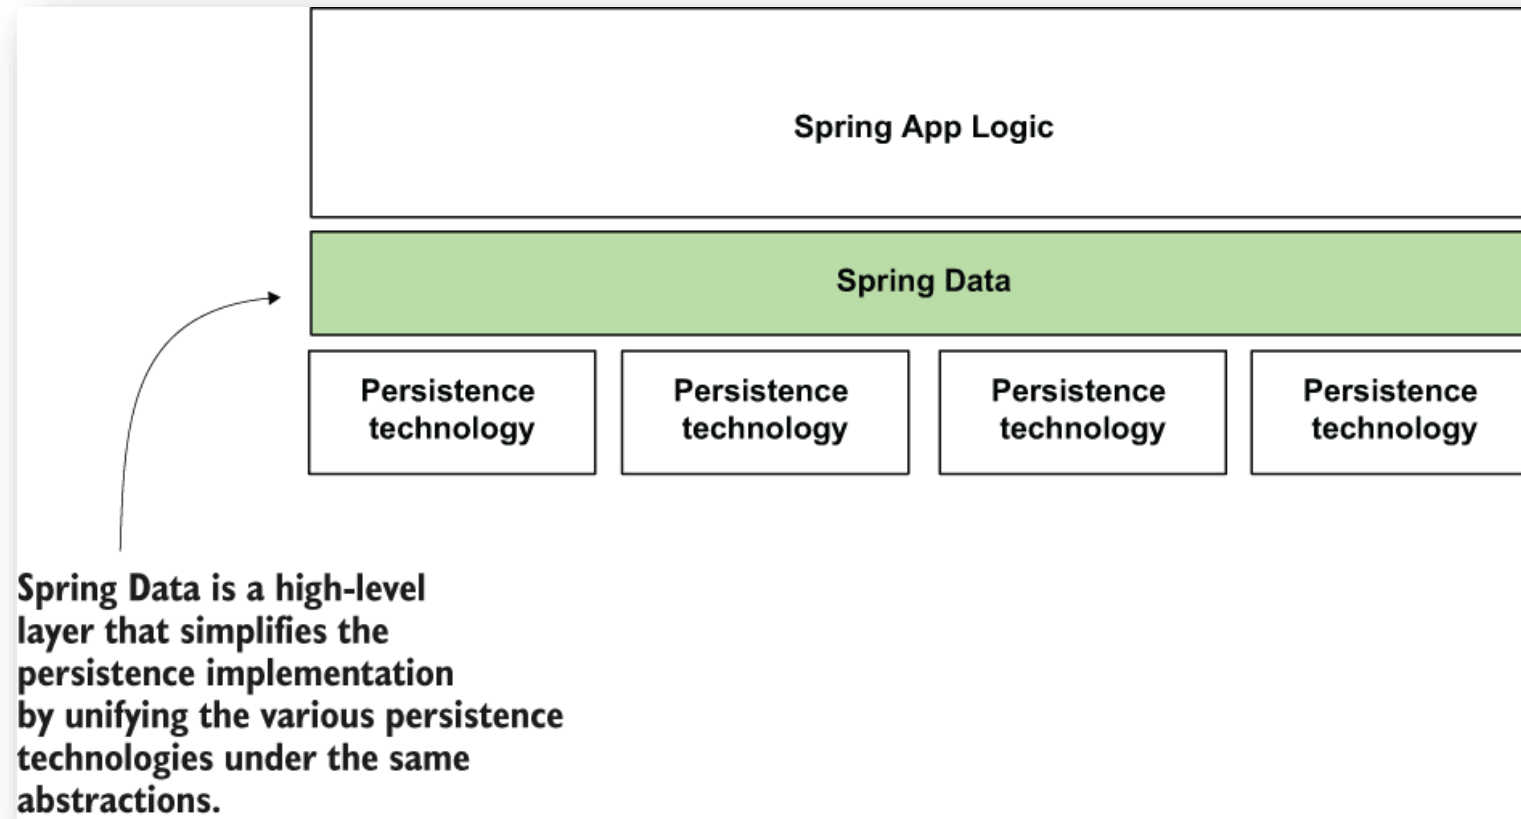 Spring App Logic
Spring Data
Persistence
technology
Persistence
technology
Persistence
technology
Persistence
technology
Spring Data is a high-level
layer that simplifies the
persistence implementation
by unifying the various persistence
technologies under the same
abstractions.